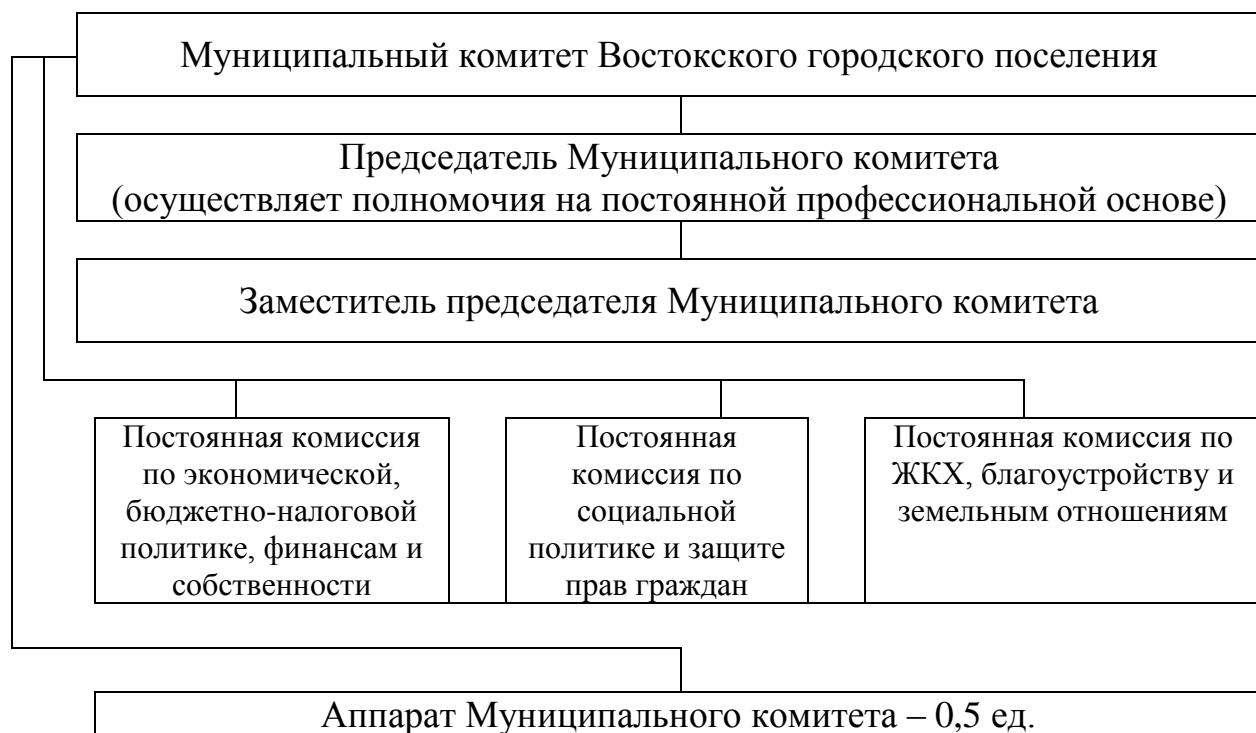 Муниципальный комитет Востокского городского поселения
Председатель Муниципального комитета
(осуществляет полномочия на постоянной профессиональной основе)
Заместитель председателя Муниципального комитета
Постоянная комиссия
по экономической,
бюджетно-налоговой
политике, финансам и
собственности
Постоянная
комиссия по
социальной
политике и защите
прав граждан
Постоянная комиссия по
ЖКХ, благоустройству и
земельным отношениям
Аппарат Муниципального комитета – 0,5 ед.